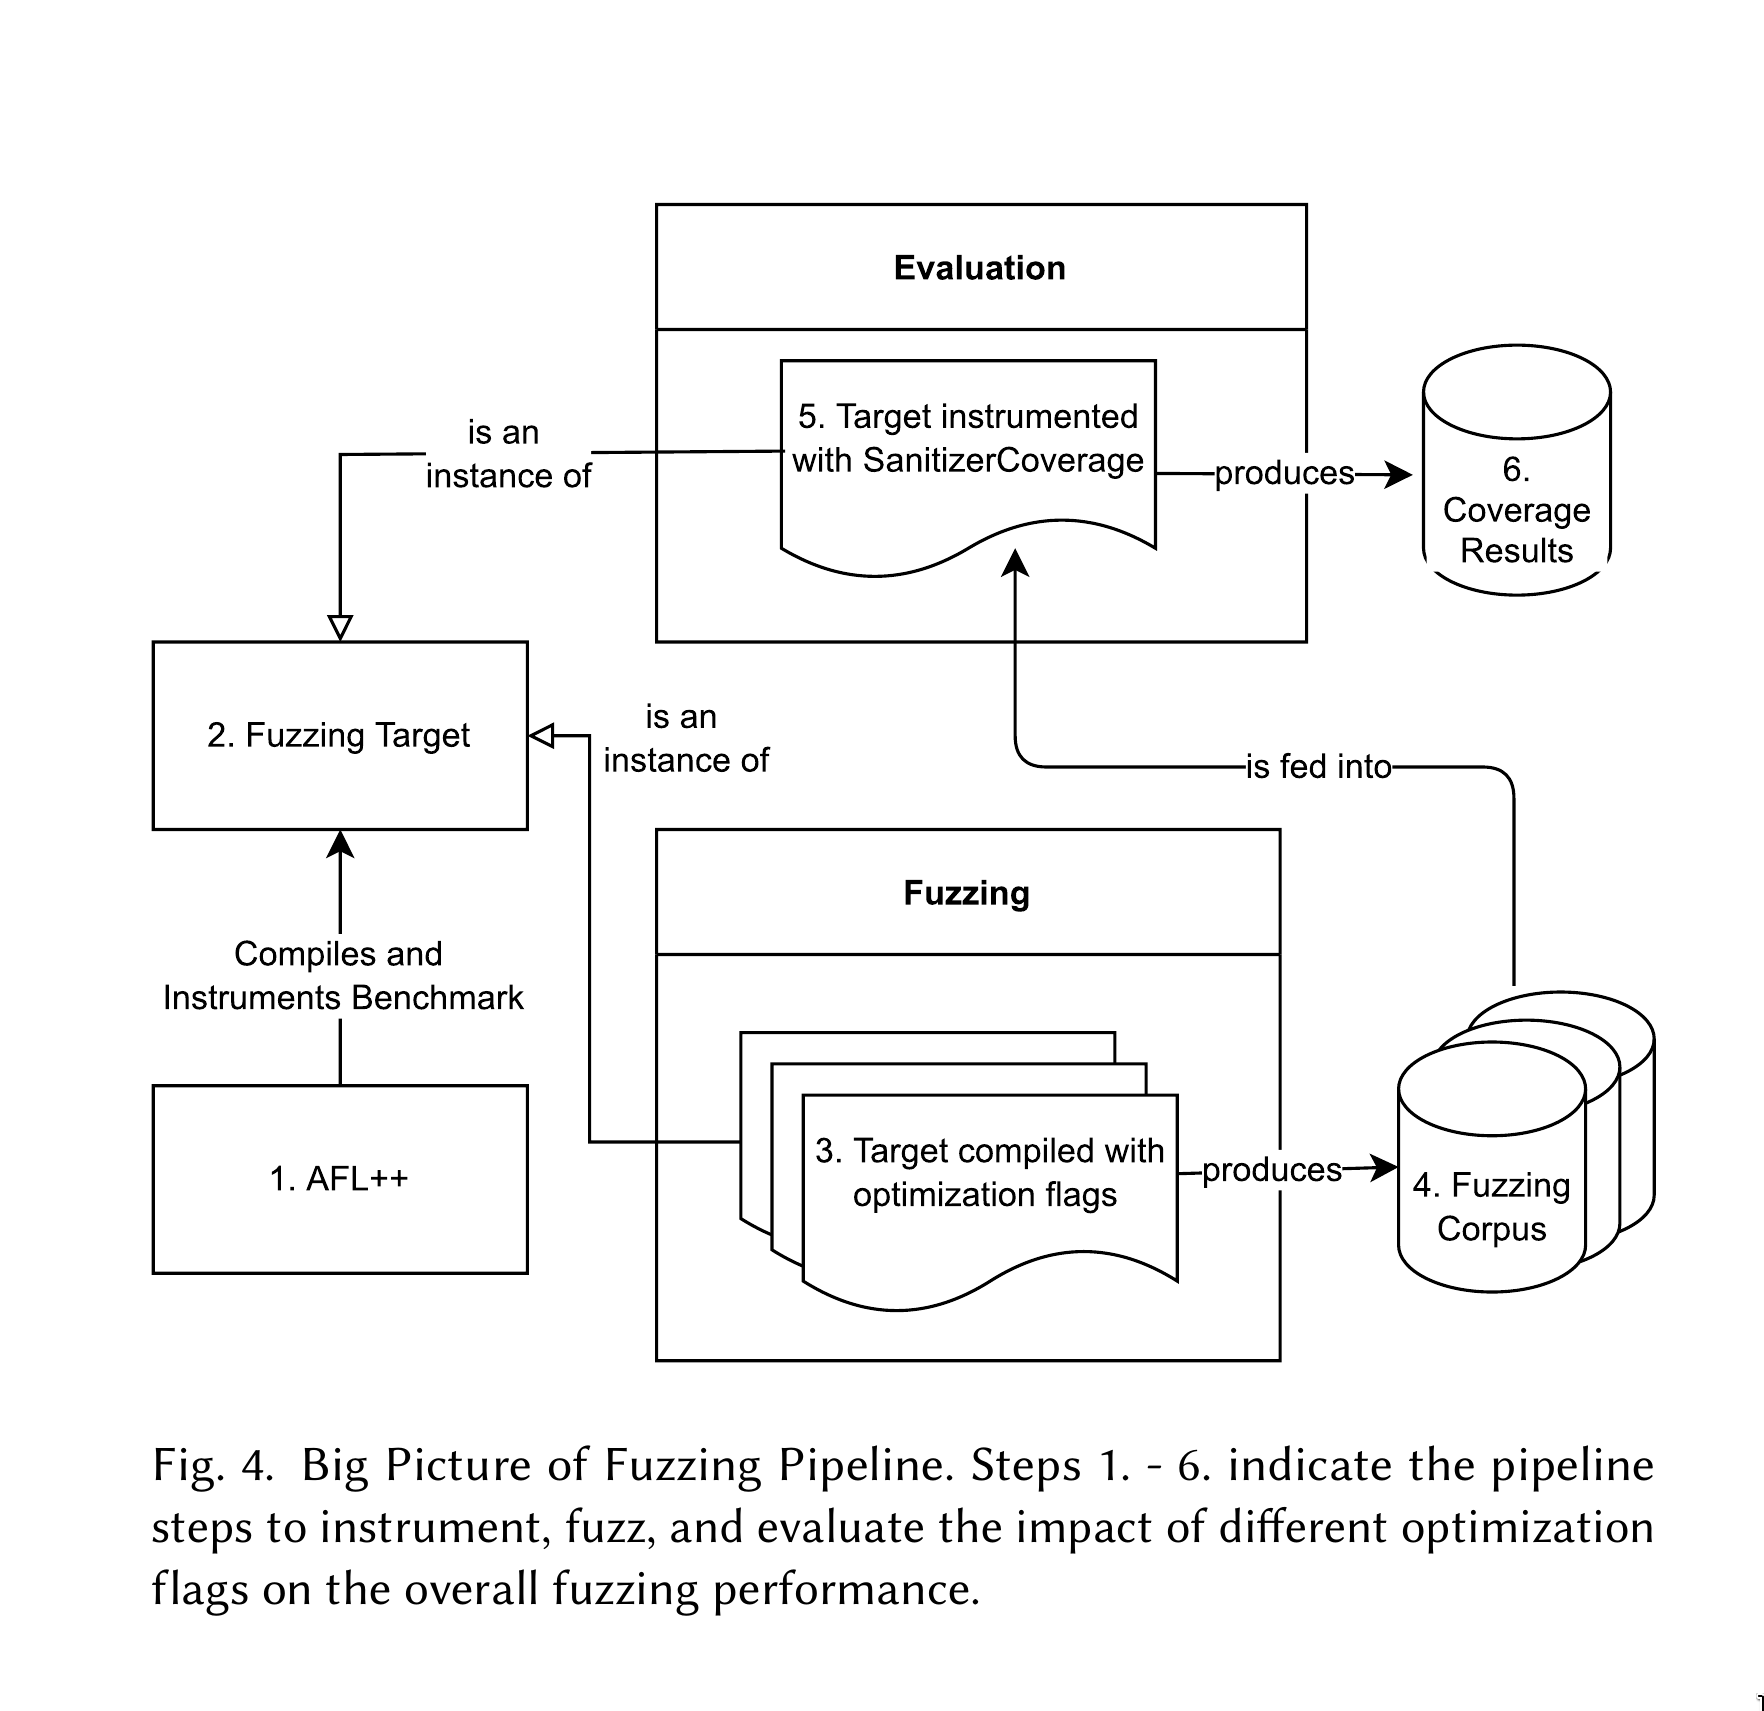 Evaluation
5. Target instrumented
with SanitizerCoverage
is an
instance of
produces
6.
Coverage
Results
2. Fuzzing Target
is an
instance of
is fed into
Fuzzing
Compiles and
Instruments Benchmark
1. AFL++
3. Target compiled with
optimization flags
produces
4. Fuzzing
Corpus
Fig. 4. Big Picture of Fuzzing Pipeline. Steps 1. - 6. indicate the pipeline
steps to instrument, fuzz, and evaluate the impact of different optimization
flags on the overall fuzzing performance.